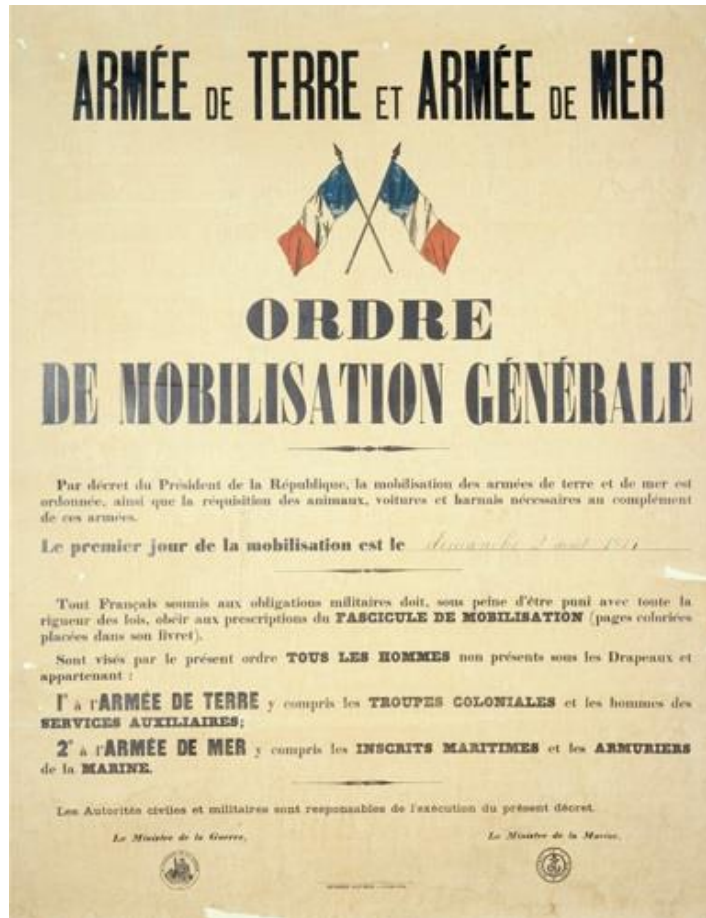 ARMÉE DE TERRE ET ARMÉE DE MER
ORDRE
DE MOBILISATION GÉNÉRALE
Par décret du Président de la République, la mobilisation des armées de terre et de mer est
ordonnée, ainsi que la réquisition des animaux, voitures et harnais nécessaires au complément
de ces armées.
Le premier jour de la mobilisation est le dimanche 2 août
Tout Français soumis aux obligations militaires doit, sous peine d'être puni avec toute la
rigueur des lois, obéir aux prescriptions du FASCICULE DE MOBILISATION (pages coloriées
placées dans son livret).
Sont visés par le présent ordre TOUS LES HOMMES non présents sous les Drapeaux et
appartenant :
1° à l'ARMÉE DE TERRE y compris les TROUPES COLONIALES et les hommes des
SERVICES AUXILIAIRES;
2° à l'ARMÉE DE MER y compris les INSCRITS MARITIMES et les ARMURIERS
de la MARINE.
Les Autorités civiles et militaires sont responsables de l'exécution du présent décret.
Le Ministre de la Guerre,
Le Ministre de la Marine,